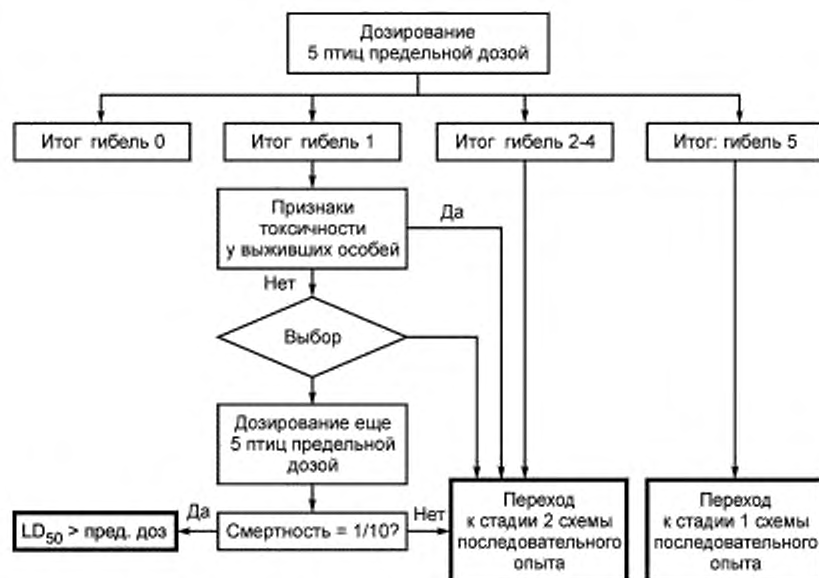 Дозирование
5 птиц предельной дозой
Итог гибель 0
Итог гибель 1
Итог гибель 2-4
Итог: гибель 5
Признаки
токсичности
у выживших особей
Да
Нет
Выбор
Дозирование еще
5 птиц предельной
дозой
LD50 > пред. доз
Да
Смертность = 1/10?
Нет
Переход
к стадии 2 схемы
последовательного
опыта
Переход
к стадии 1 схемы
последовательного
опыта